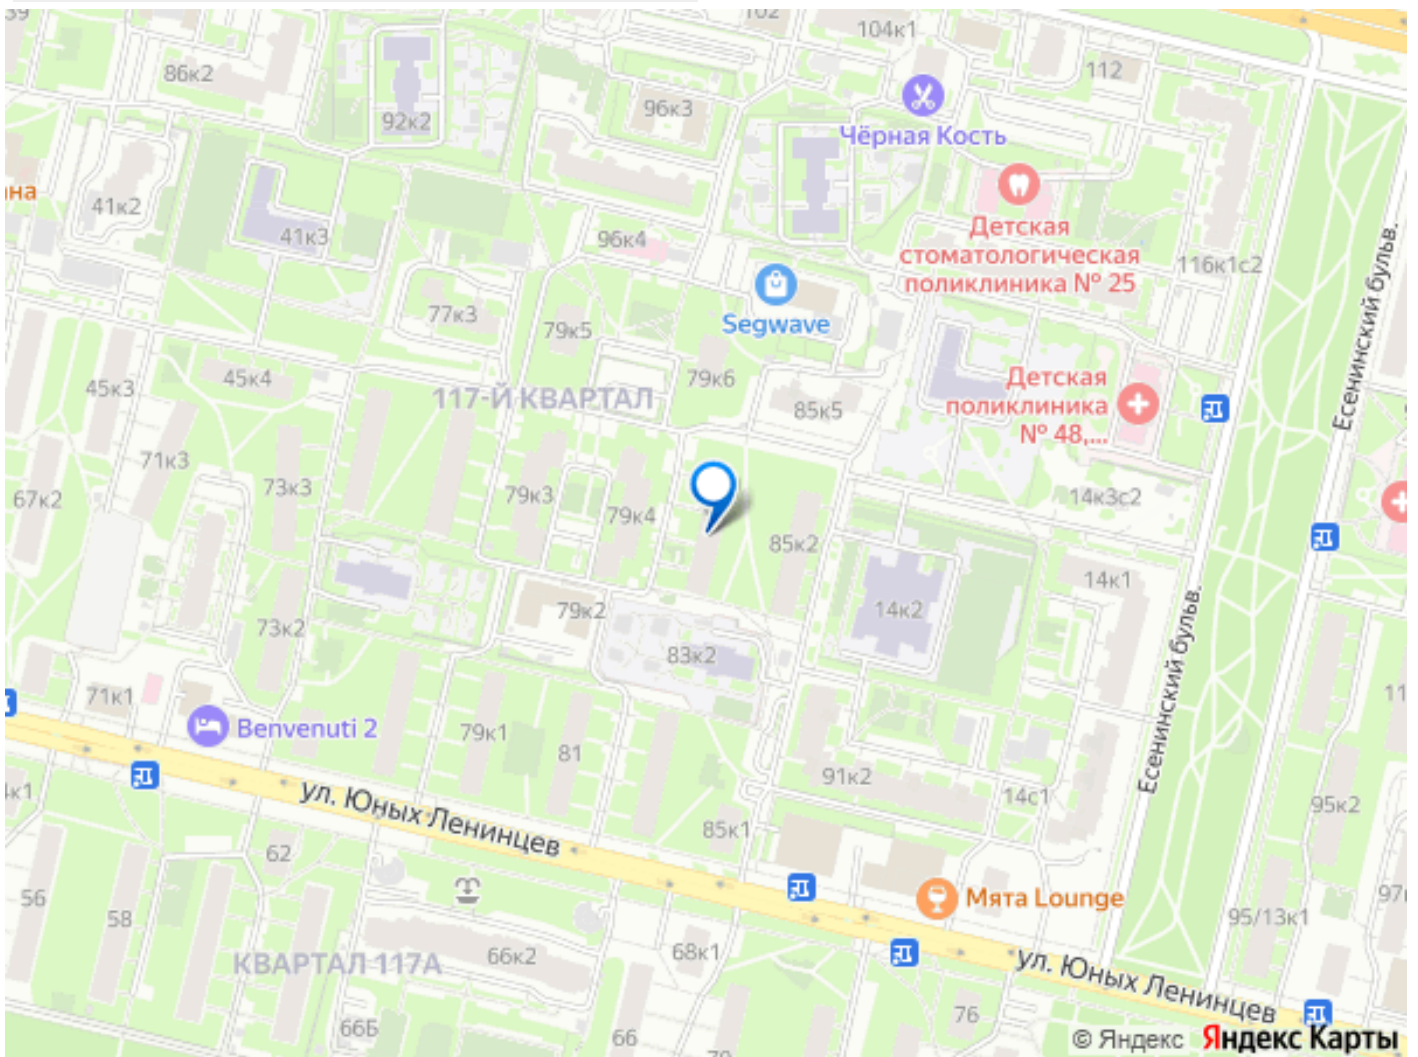 104к1
86к2
112
96к3
92к2
Чёрная Кость
41к2
41к3
96к4
Детская
стоматологическая
поликлиника № 25
116к1с2
77к3
79к5
Segwave
Есенинский бульв.
45к3
45к4
117-Й КВАРТАЛ
79к6
85к5
Детская
поликлиника
№ 48,...
71к3
73к3
67к2
79к3
79к4
14к3с2
85к2
14к1
79к2
14к2
73к2
83к2
Есенинский бульв.
71к1
Benvenuti 2
79к1
81
91к2
14с1
95к2
ул. Юных Ленинцев
85к1
62
56
58
Мята Lounge
95/13к1
КВАРТАЛ 117А
66к2
68к1
ул. Юных Ленинцев
66Б
66
76
© Яндекс Яндекс Карты